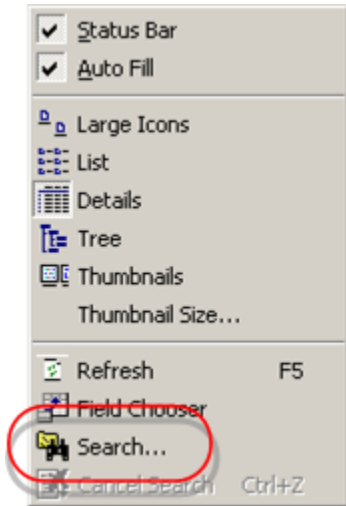 Status Bar
Auto Fill
Large Icons
List
Details
Tree
Thumbnails
Thumbnail Size...
Refresh F5
Field Chooser
Search...
Cancel Search Ctrl+Z